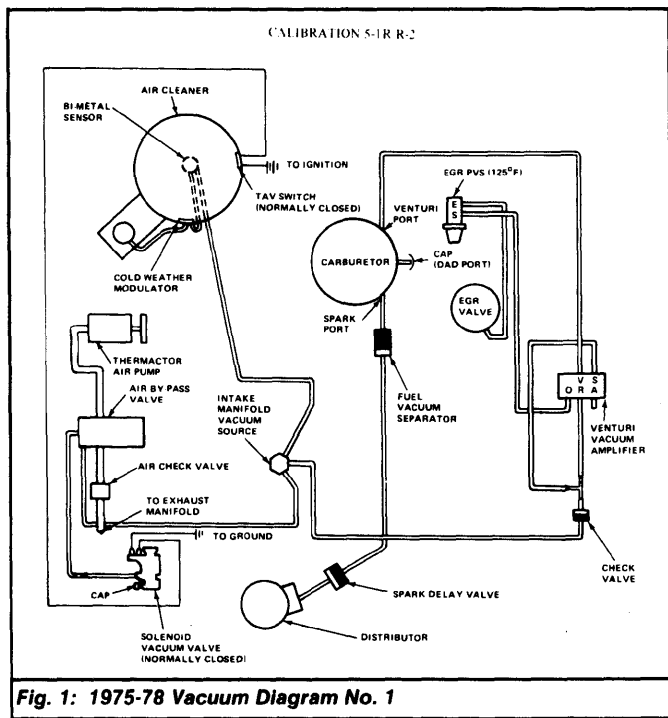 CALIBRATION 5-1R R-2
AIR CLEANER
BI-METAL
SENSOR
TO IGNITION
TAV SWITCH
(NORMALLY CLOSED)
COLD WEATHER
MODULATOR
EGR PVS (125°F)
E
S
VENTURI
PORT
CARBURETOR
CAP
(DAD PORT)
EGR
VALVE
SPARK
PORT
THERMACTOR
AIR PUMP
AIR BY-PASS
VALVE
INTAKE
MANIFOLD
VACUUM
SOURCE
FUEL
VACUUM
SEPARATOR
V S
O R A
VENTURI
VACUUM
AMPLIFIER
AIR CHECK VALVE
TO EXHAUST
MANIFOLD
TO GROUND
CAP
SOLENOID
VACUUM VALVE
(NORMALLY CLOSED)
SPARK DELAY VALVE
DISTRIBUTOR
CHECK
VALVE
Fig. 1: 1975-78 Vacuum Diagram No. 1